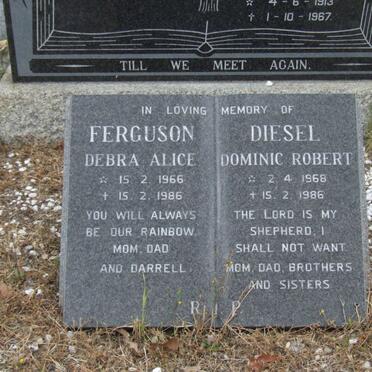 ☆ 4-6-1913
† 1-10-1967.
TILL WE MEET AGAIN.
IN LOVING MEMORY OF
FERGUSON
DEBRA ALICE
☆ 15.2.1966
† 15.2.1986
YOU WILL ALWAYS
BE OUR RAINBOW.
MOM, DAD
AND DARRELL.
DIESEL
DOMINIC ROBERT
☆ 2.4.1968
† 15.2.1986
THE LORD IS MY
SHEPHERD, I
SHALL NOT WANT.
MOM, DAD, BROTHERS
AND SISTERS
R.I.P.